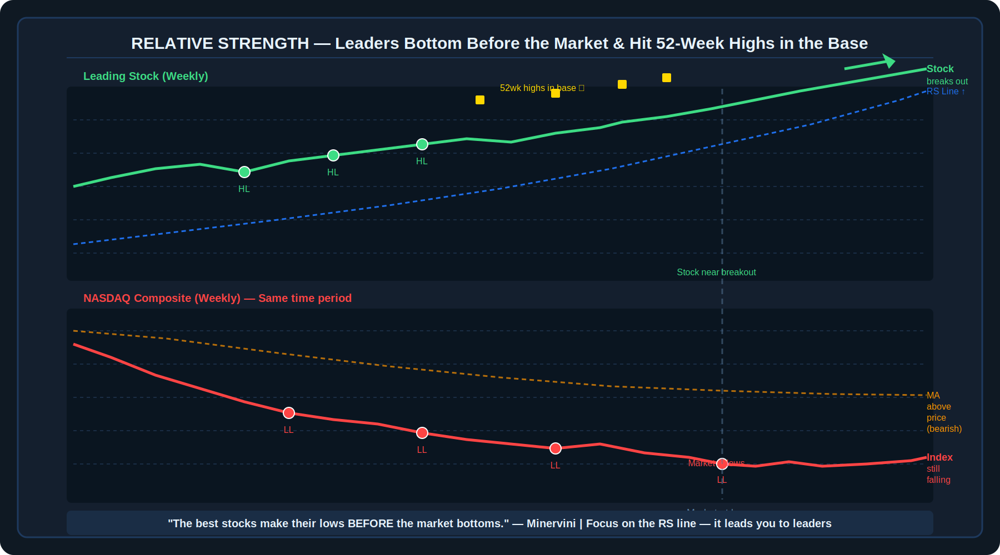 RELATIVE STRENGTH — Leaders Bottom Before the Market & Hit 52-Week Highs in the Base
Leading Stock (Weekly)
52wk highs in base
Stock
breaks out
RS Line ↑
HL
HL
HL
Stock near breakout
NASDAQ Composite (Weekly) — Same time period
LL
LL
LL
LL
MA
above
price
(bearish)
Market
Index
still
falling
"The best stocks make their lows BEFORE the market bottoms." — Minervini | Focus on the RS line — it leads you to leaders